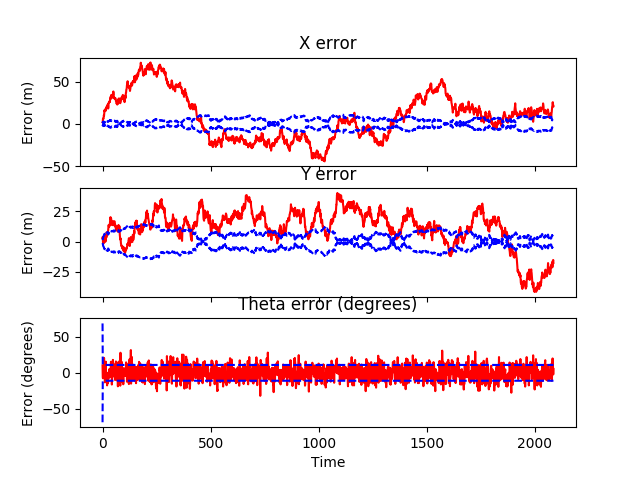 X error
Error (m)
50
0
−50
Y error
Error (m)
25
0
−25
Theta error (degrees)
Error (degrees)
50
0
−50
0
500
1000
1500
2000
Time